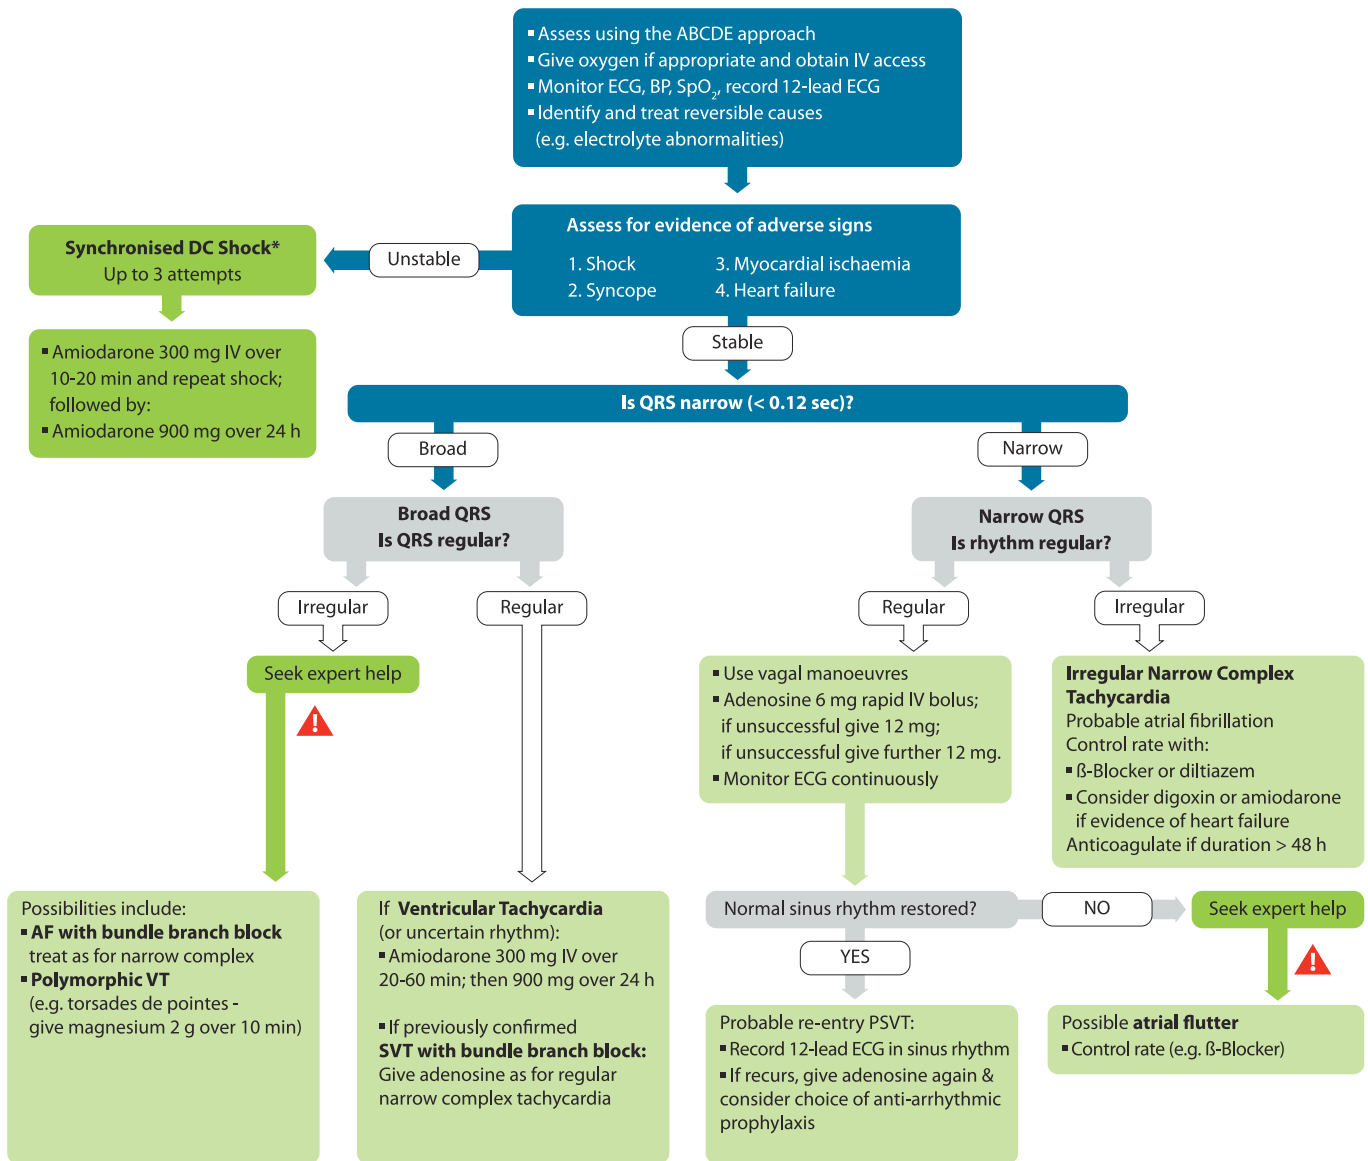 ▪ Assess using the ABCDE approach
▪ Give oxygen if appropriate and obtain IV access
▪ Monitor ECG, BP, SpO₂, record 12-lead ECG
▪ Identify and treat reversible causes
(e.g. electrolyte abnormalities)
Assess for evidence of adverse signs
1. Shock
2. Syncope
3. Myocardial ischaemia
4. Heart failure
Unstable
Synchronised DC Shock*
Up to 3 attempts
▪ Amiodarone 300 mg IV over
10-20 min and repeat shock;
followed by:
▪ Amiodarone 900 mg over 24 h
Stable
Is QRS narrow (< 0.12 sec)?
Broad
Narrow
Broad QRS
Is QRS regular?
Narrow QRS
Is rhythm regular?
Irregular
Regular
Regular
Irregular
Seek expert help
!
▪ Use vagal manoeuvres
▪ Adenosine 6 mg rapid IV bolus;
if unsuccessful give 12 mg;
if unsuccessful give further 12 mg.
▪ Monitor ECG continuously
Irregular Narrow Complex
Tachycardia
Probable atrial fibrillation
Control rate with:
▪ ß-Blocker or diltiazem
▪ Consider digoxin or amiodarone
if evidence of heart failure
Anticoagulate if duration > 48 h
Possibilities include:
▪ AF with bundle branch block
treat as for narrow complex
▪ Polymorphic VT
(e.g. torsades de pointes -
give magnesium 2 g over 10 min)
If Ventricular Tachycardia
(or uncertain rhythm):
▪ Amiodarone 300 mg IV over
20-60 min; then 900 mg over 24 h
▪ If previously confirmed
SVT with bundle branch block:
Give adenosine as for regular
narrow complex tachycardia
Normal sinus rhythm restored?
NO
Seek expert help
!
YES
Probable re-entry PSVT:
▪ Record 12-lead ECG in sinus rhythm
▪ If recurs, give adenosine again &
consider choice of anti-arrhythmic
prophylaxis
Possible atrial flutter
▪ Control rate (e.g. ß-Blocker)